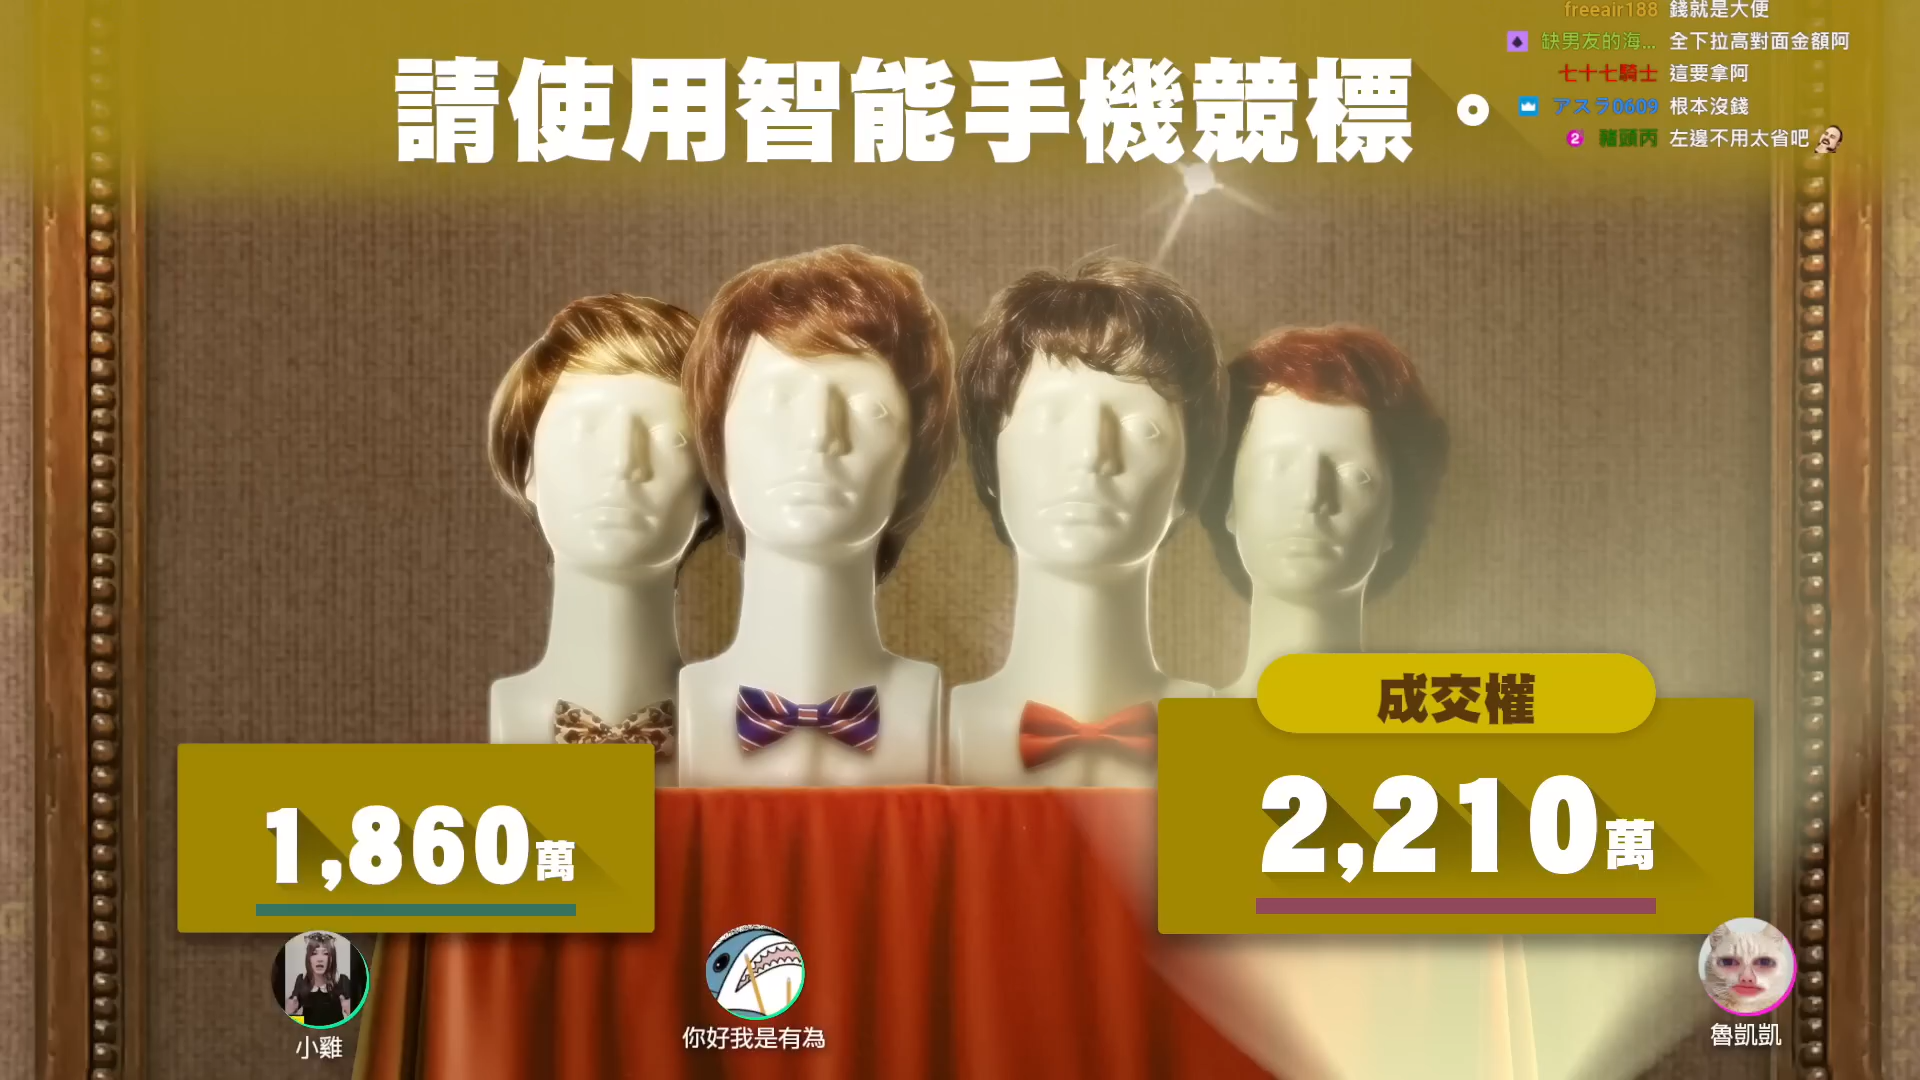 請使用智能手機競標。
freeair188 錢就是大便
缺男友的海... 全下拉高對面金額阿
七十七騎士 這要拿阿
アスラ0609 根本沒錢
2 豬頭丙 左邊不用太省吧
成交權
1,860萬
2,210萬
小雞
你好我是有為
魯凱凱